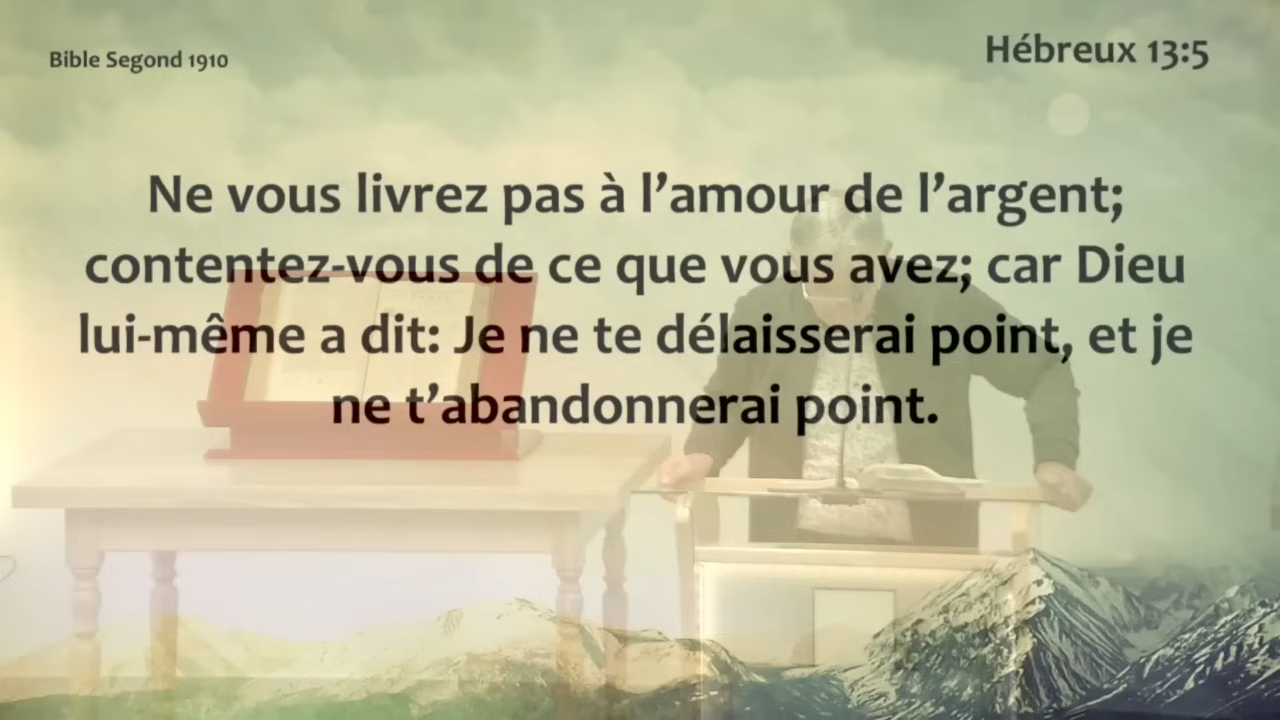 Bible Segond 1910
Hébreux 13:5
Ne vous livrez pas à l’amour de l’argent;
contentez-vous de ce que vous avez; car Dieu
lui-même a dit: Je ne te délaisserai point, et je
ne t’abandonnerai point.